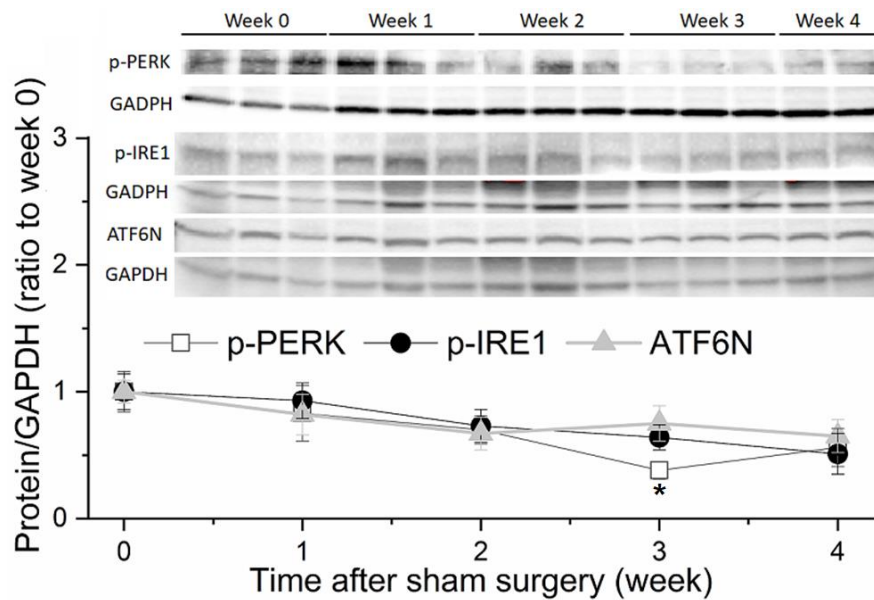 Week 0 Week 1 Week 2 Week 3 Week 4
p-PERK
GADPH
p-IRE1
GADPH
ATF6N
GAPDH
Protein/GAPDH (ratio to week 0)
3
2
1
0
p-PERK p-IRE1 ATF6N
*
0 1 2 3 4
Time after sham surgery (week)